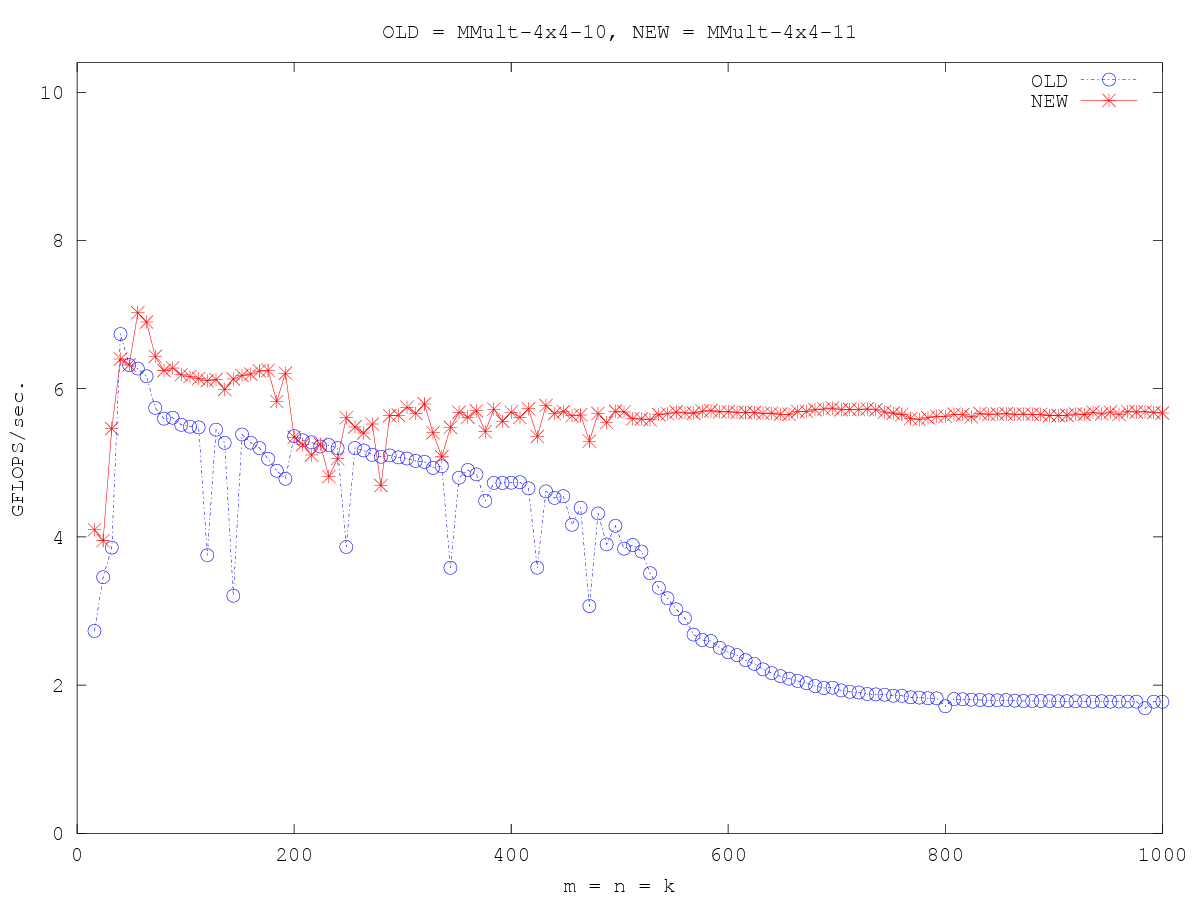 OLD = MMult-4x4-10, NEW = MMult-4x4-11
OLD
NEW
10
8
6
4
2
0
GFLOPS/sec.
0 200 400 600 800 1000
m = n = k